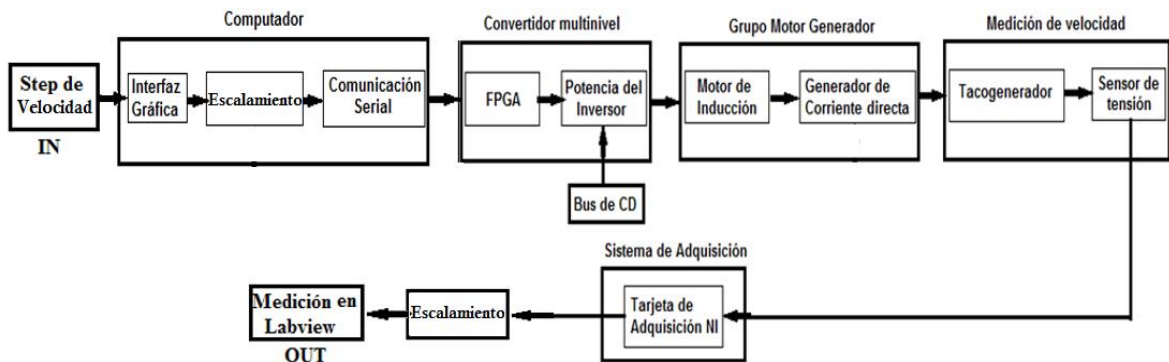 Computador
Convertidor multinivel
Grupo Motor Generador
Medición de velocidad
Step de
Velocidad
IN
Interfaz
Gráfica
Escalamiento
Comunicación
Serial
FPGA
Potencia del
Inversor
Motor de
Inducción
Generador de
Corriente directa
Tacogenerador
Sensor de
tensión
Bus de CD
Sistema de Adquisición
Medición en
Labview
OUT
Escalamiento
Tarjeta de
Adquisición NI